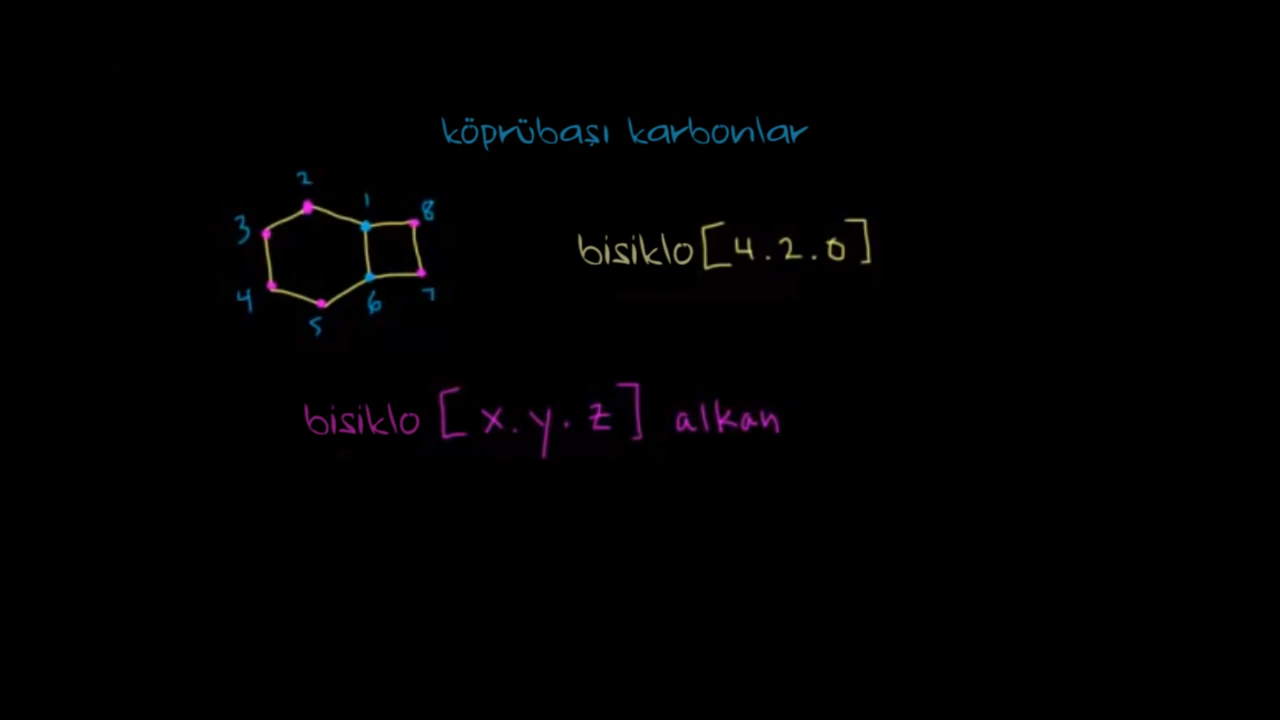 köprübaşı karbonlar
2
1
8
3
bisiklo [4.2.0]
4
5
6
7
bisiklo [x.y.z] alkan